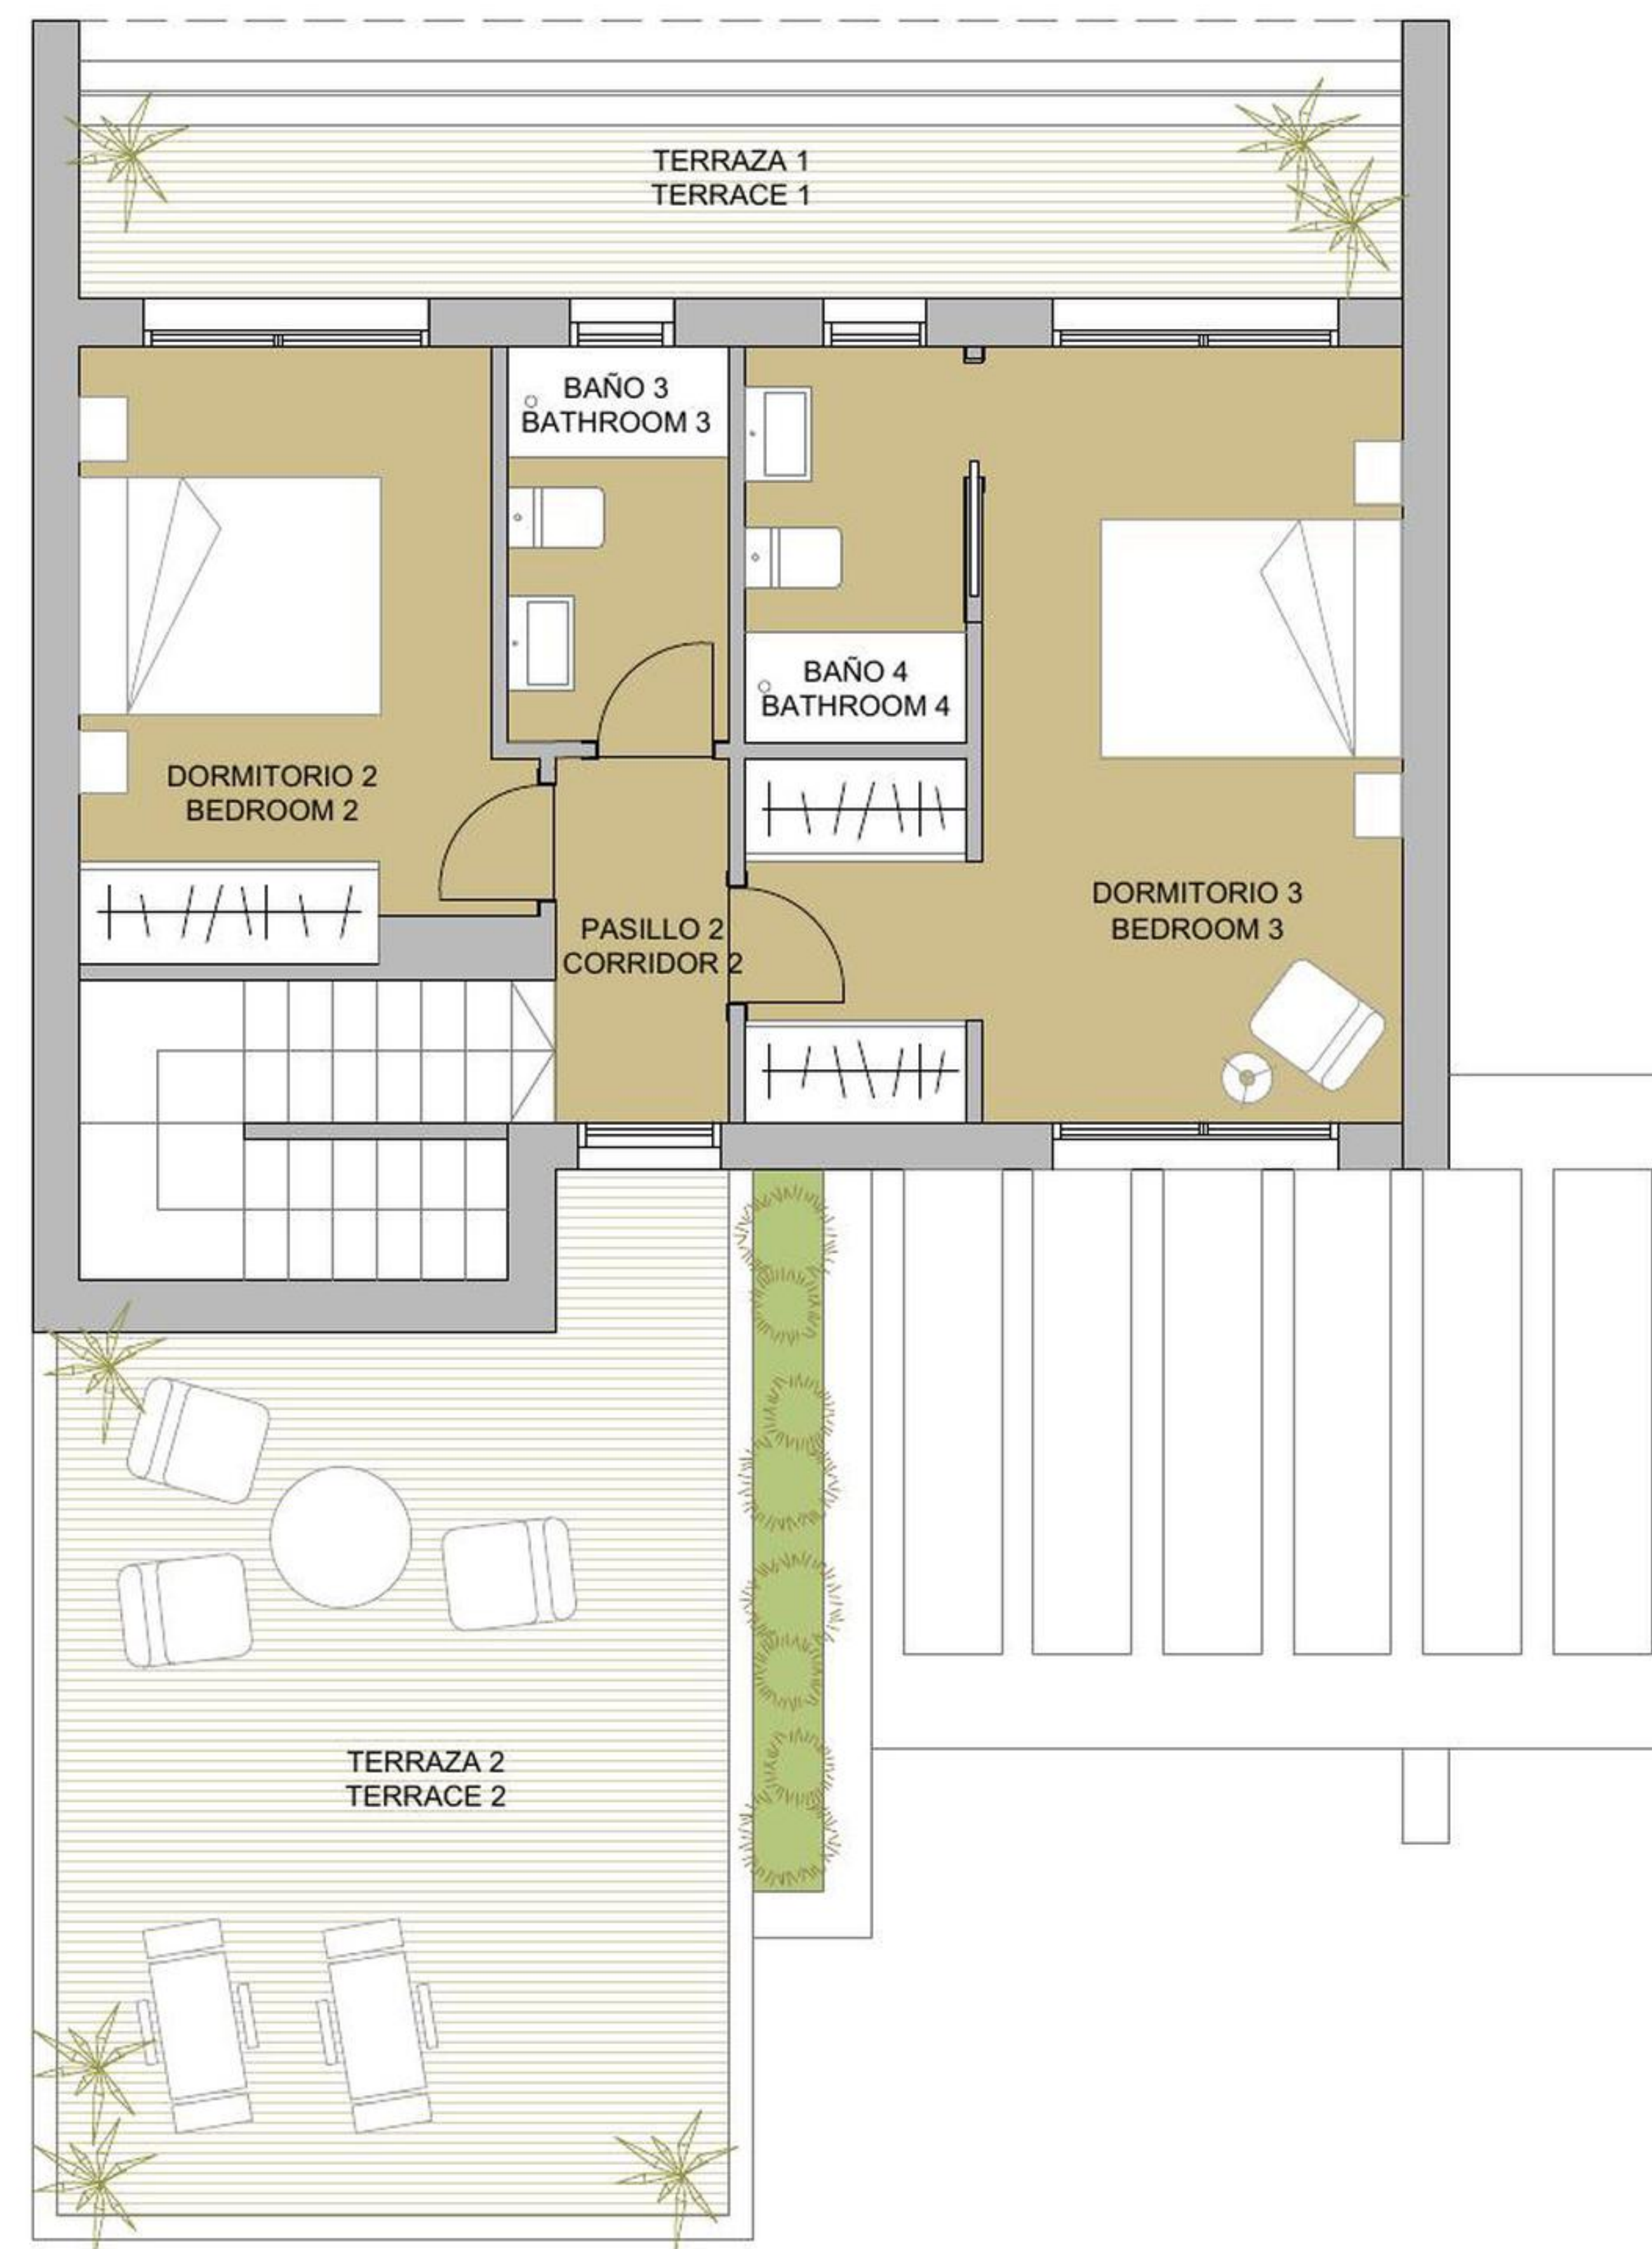 TERRAZA 1
TERRACE 1
BAÑO 3
BATHROOM 3
BAÑO 4
BATHROOM 4
DORMITORIO 2
BEDROOM 2
DORMITORIO 3
BEDROOM 3
PASILLO 2
CORRIDOR 2
TERRAZA 2
TERRACE 2